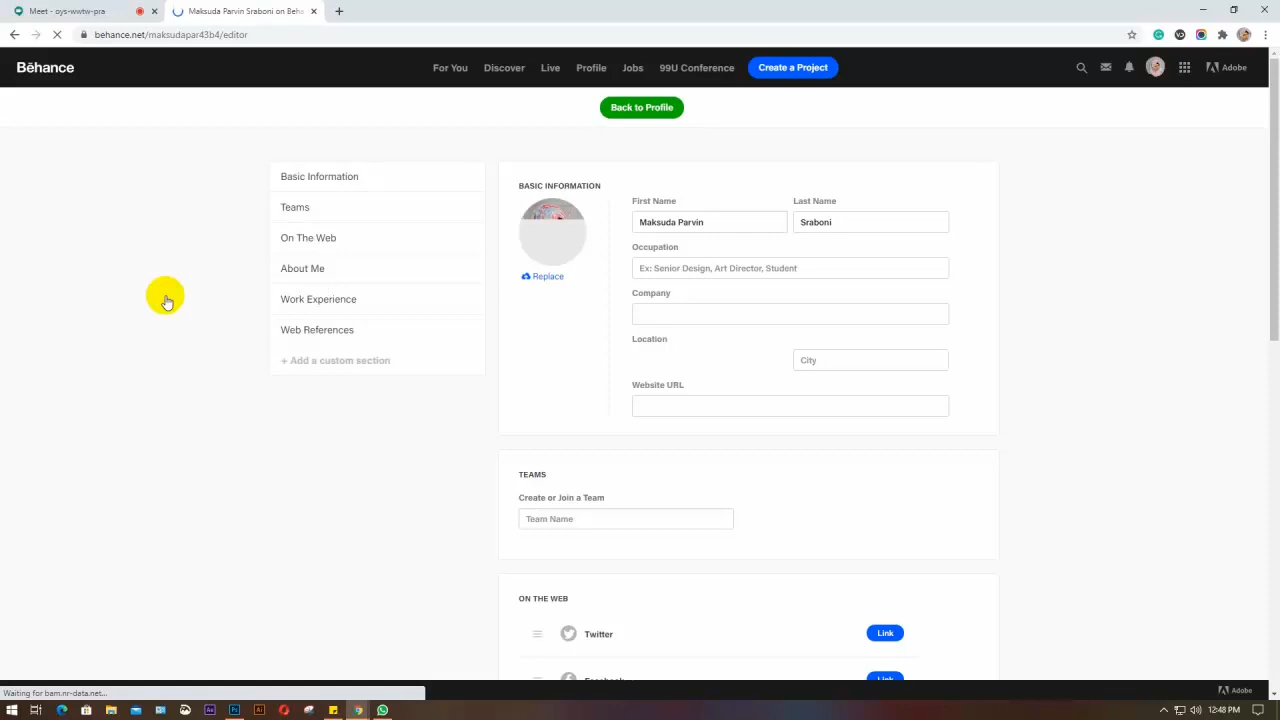 Meet - oys-wwtw-pra
Maksuda Parvin Sraboni on Beha
behance.net/maksudapar43b4/editor
Bēhance
For You
Discover
Live
Profile
Jobs
99U Conference
Create a Project
Adobe
Back to Profile
Basic Information
Teams
On The Web
About Me
Work Experience
Web References
+ Add a custom section
BASIC INFORMATION
Replace
First Name
Last Name
Maksuda Parvin
Sraboni
Occupation
Ex: Senior Design, Art Director, Student
Company
Location
City
Website URL
TEAMS
Create or Join a Team
Team Name
ON THE WEB
Twitter
Link
Facebook
Link
Waiting for bam.nr-data.net...
Adobe
12:48 PM